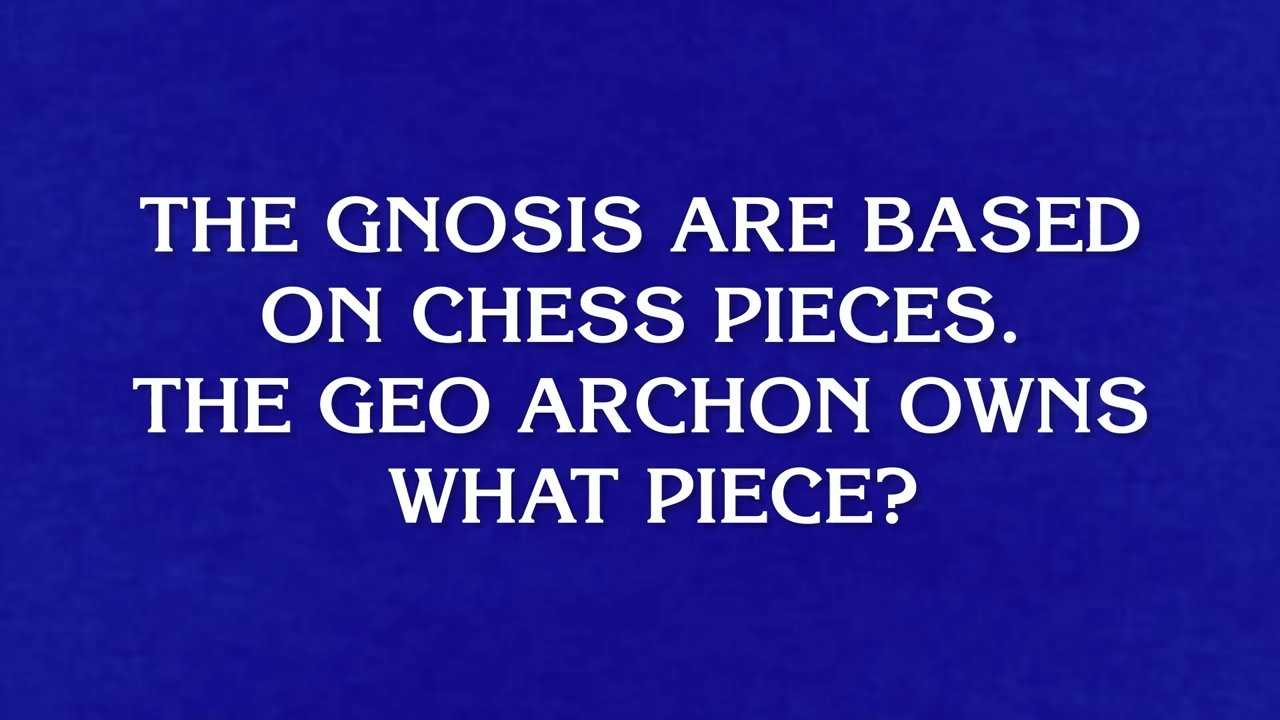 THE GNOSIS ARE BASED
ON CHESS PIECES.
THE GEO ARCHON OWNS
WHAT PIECE?